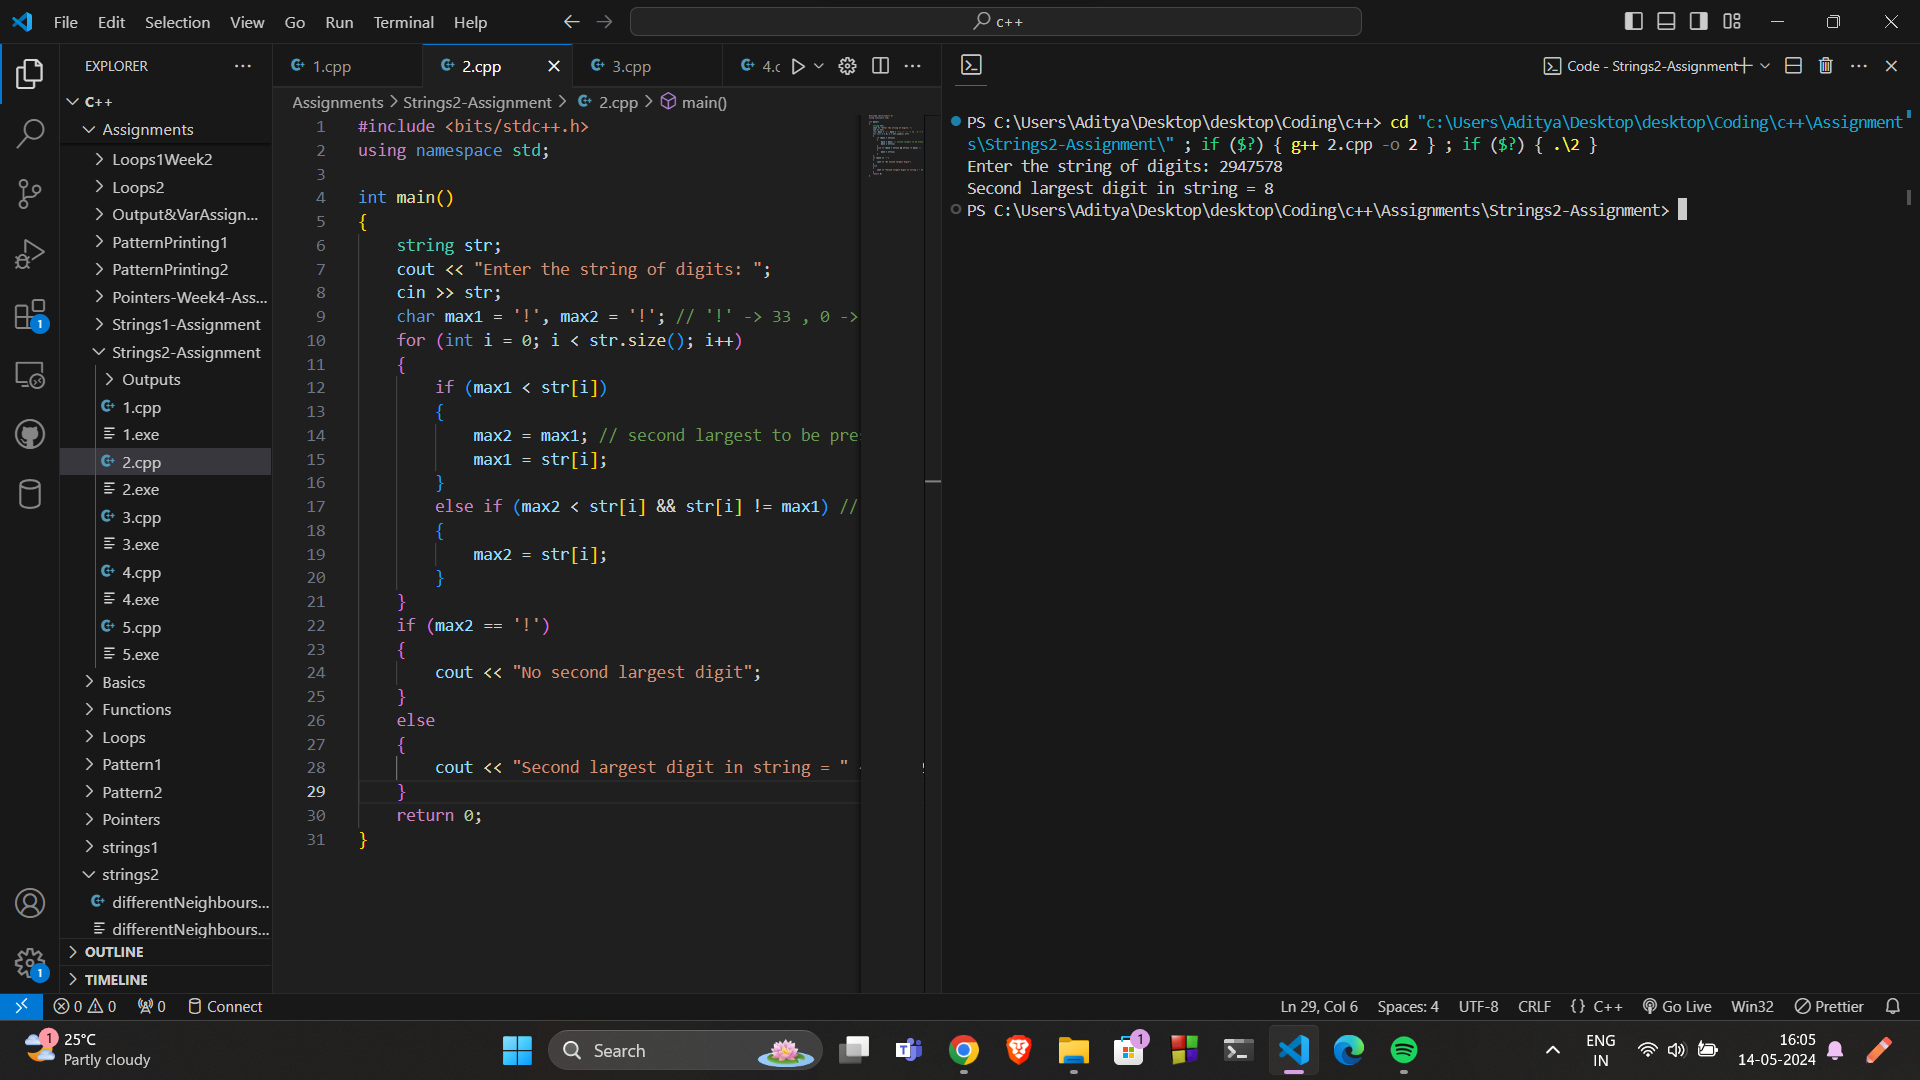 File Edit Selection View Go Run Terminal Help
c++
EXPLORER
C++
Assignments
Loops1Week2
Loops2
Output&VarAssign...
PatternPrinting1
PatternPrinting2
Pointers-Week4-Ass...
Strings1-Assignment
Strings2-Assignment
Outputs
1.cpp
1.exe
2.cpp
2.exe
3.cpp
3.exe
4.cpp
4.exe
5.cpp
5.exe
Basics
Functions
Loops
Pattern1
Pattern2
Pointers
strings1
strings2
differentNeighbours...
differentNeighbours...
OUTLINE
TIMELINE
1
1
1.cpp 2.cpp 3.cpp 4.c
Assignments > Strings2-Assignment > 2.cpp > main()
1 #include <bits/stdc++.h>
2 using namespace std;
3
4 int main()
5 {
6 string str;
7 cout << "Enter the string of digits: ";
8 cin >> str;
9 char max1 = '!', max2 = '!'; // '!' -> 33 , 0 ->
10 for (int i = 0; i < str.size(); i++)
11 {
12 if (max1 < str[i])
13 {
14 max2 = max1; // second largest to be pre
15 max1 = str[i];
16 }
17 else if (max2 < str[i] && str[i] != max1) //
18 {
19 max2 = str[i];
20 }
21 }
22 if (max2 == '!')
23 {
24 cout << "No second largest digit";
25 }
26 else
27 {
28 cout << "Second largest digit in string = "
29 }
30 return 0;
31 }
Code - Strings2-Assignment
PS C:\Users\Aditya\Desktop\desktop\Coding\c++> cd "c:\Users\Aditya\Desktop\desktop\Coding\c++\Assignment
s\Strings2-Assignment\" ; if ($?) { g++ 2.cpp -o 2 } ; if ($?) { .\2 }
Enter the string of digits: 2947578
Second largest digit in string = 8
PS C:\Users\Aditya\Desktop\desktop\Coding\c++\Assignments\Strings2-Assignment>
0 0 0 Connect
Ln 29, Col 6 Spaces: 4 UTF-8 CRLF {} C++ Go Live Win32 Prettier
1
25°C
Partly cloudy
Search
1
ENG
IN
16:05
14-05-2024